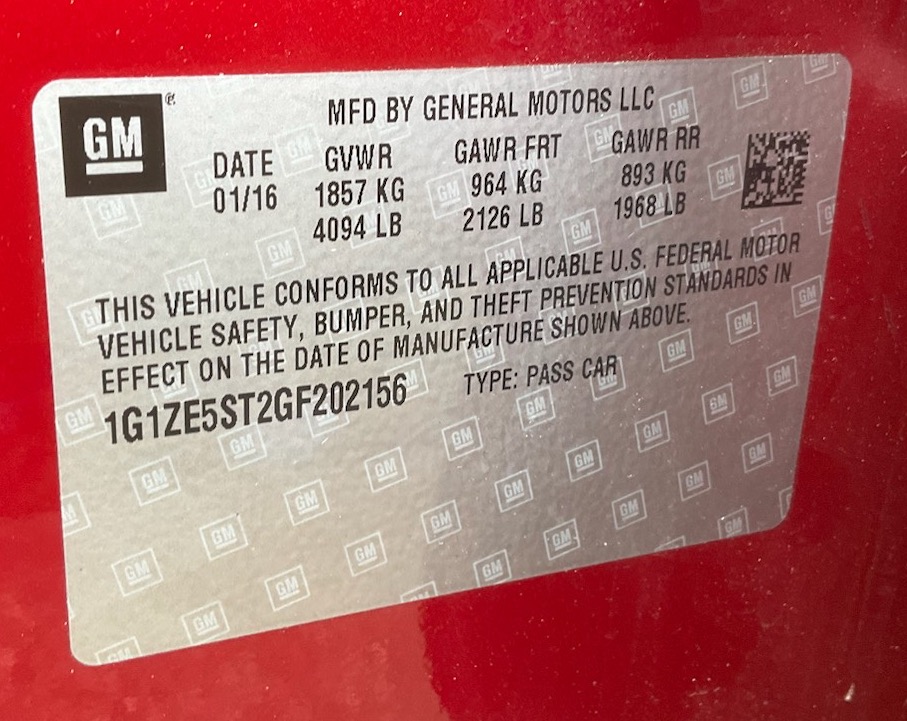 GM
MFD BY GENERAL MOTORS LLC
DATE GVWR GAWR FRT GAWR RR
01/16 1857 KG 964 KG 893 KG
4094 LB 2126 LB 1968 LB
THIS VEHICLE CONFORMS TO ALL APPLICABLE U.S. FEDERAL MOTOR
VEHICLE SAFETY, BUMPER, AND THEFT PREVENTION STANDARDS IN
EFFECT ON THE DATE OF MANUFACTURE SHOWN ABOVE.
1G1ZE5ST2GF202156 TYPE: PASS CAR